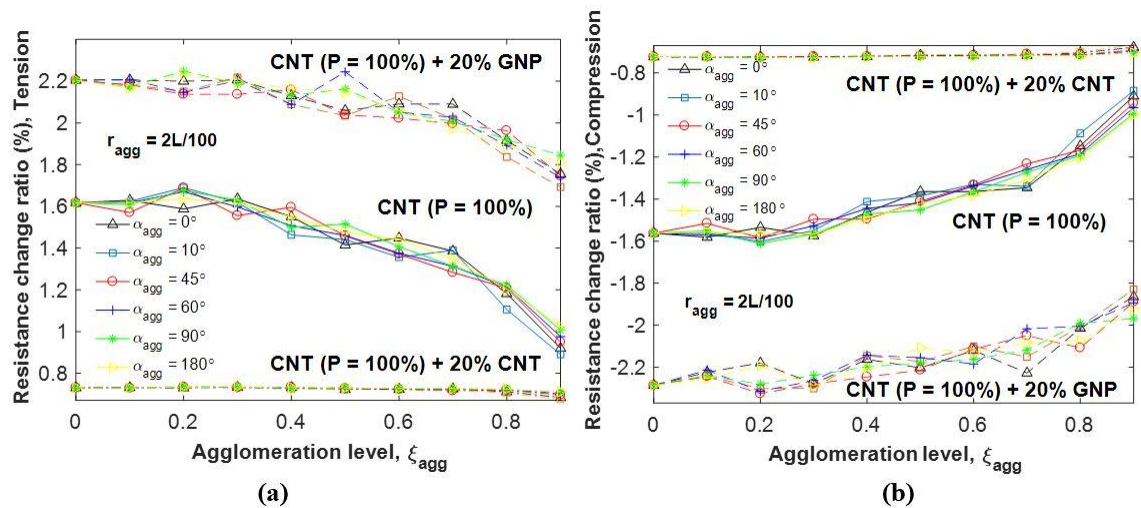 Resistance change ratio (%), Tension
2.2
2
1.8
1.6
1.4
1.2
1
0.8
CNT (P = 100%) + 20% GNP
r_agg = 2L/100
CNT (P = 100%)
α_agg = 0°
α_agg = 10°
α_agg = 45°
α_agg = 60°
α_agg = 90°
α_agg = 180°
CNT (P = 100%) + 20% CNT
0 0.2 0.4 0.6 0.8
Agglomeration level, ξ_agg
(a)
Resistance change ratio (%),Compression
-0.8
-1
-1.2
-1.4
-1.6
-1.8
-2
-2.2
α_agg = 0°
α_agg = 10°
α_agg = 45°
α_agg = 60°
α_agg = 90°
α_agg = 180°
CNT (P = 100%) + 20% CNT
CNT (P = 100%)
r_agg = 2L/100
CNT (P = 100%) + 20% GNP
0 0.2 0.4 0.6 0.8
Agglomeration level, ξ_agg
(b)